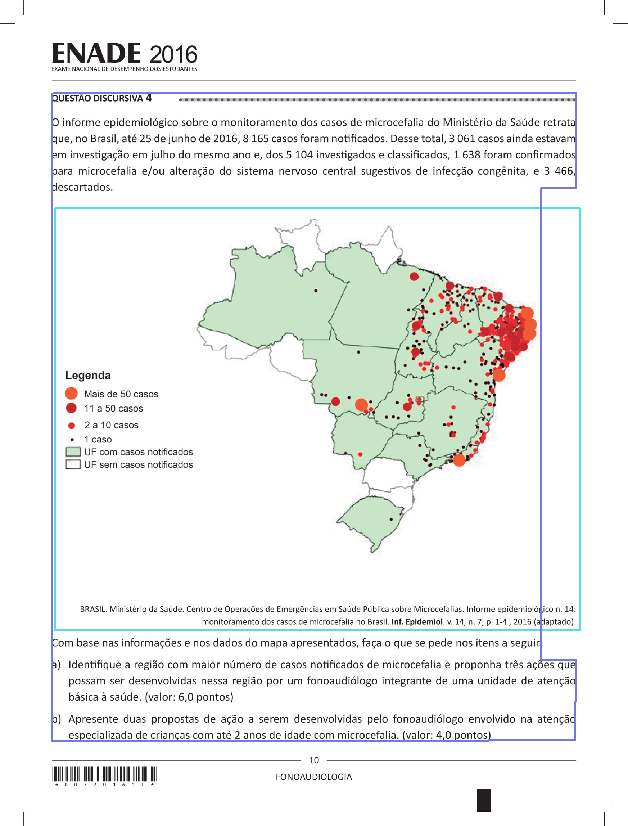 ENADE 2016
EXAME NACIONAL DE DESEMPENHO DOS ESTUDANTES
QUESTÃO DISCURSIVA 4
O informe epidemiológico sobre o monitoramento dos casos de microcefalia do Ministério da Saúde retrata
que, no Brasil, até 25 de junho de 2016, 8 165 casos foram notificados. Desse total, 3 061 casos ainda estavam
em investigação em julho do mesmo ano e, dos 5 104 investigados e classificados, 1 638 foram confirmados
para microcefalia e/ou alteração do sistema nervoso central sugestivos de infecção congênita, e 3 466,
descartados.
Legenda
Mais de 50 casos
11 a 50 casos
2 a 10 casos
1 caso
UF com casos notificados
UF sem casos notificados
BRASIL. Ministério da Saúde. Centro de Operações de Emergências em Saúde Pública sobre Microcefalias. Informe epidemiológico n. 14:
monitoramento dos casos de microcefalia no Brasil. Inf. Epidemiol. v. 14, n. 7, p. 1-4 , 2016 (adaptado).
Com base nas informações e nos dados do mapa apresentados, faça o que se pede nos itens a seguir.
a) Identifique a região com maior número de casos notificados de microcefalia e proponha três ações que
possam ser desenvolvidas nessa região por um fonoaudiólogo integrante de uma unidade de atenção
básica à saúde. (valor: 6,0 pontos)
b) Apresente duas propostas de ação a serem desenvolvidas pelo fonoaudiólogo envolvido na atenção
especializada de crianças com até 2 anos de idade com microcefalia. (valor: 4,0 pontos)
10
FONOAUDIOLOGIA